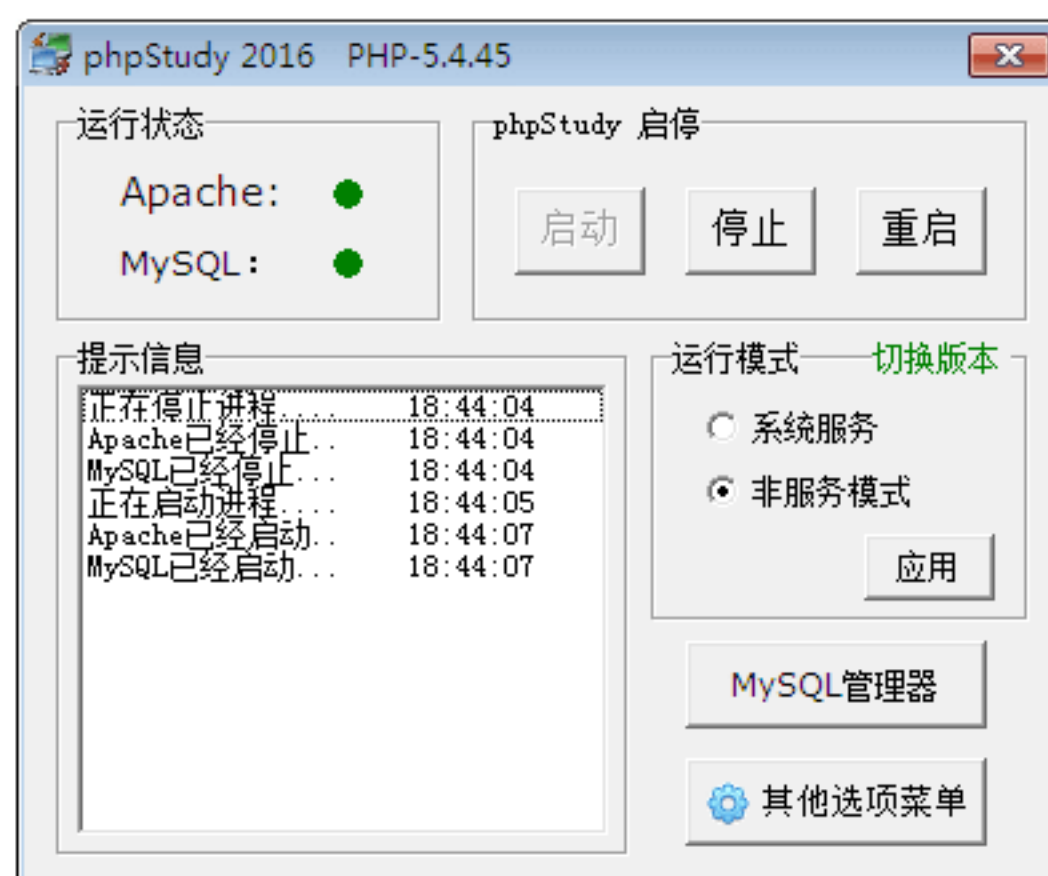 phpStudy 2016 PHP-5.4.45
运行状态
Apache:
MySQL:
phpStudy 启停
启动 停止 重启
提示信息
正在停止进程.... 18:44:04
Apache已经停止.. 18:44:04
MySQL已经停止... 18:44:04
正在启动进程.... 18:44:05
Apache已经启动.. 18:44:07
MySQL已经启动... 18:44:07
运行模式 切换版本
系统服务
非服务模式
应用
MySQL管理器
其他选项菜单